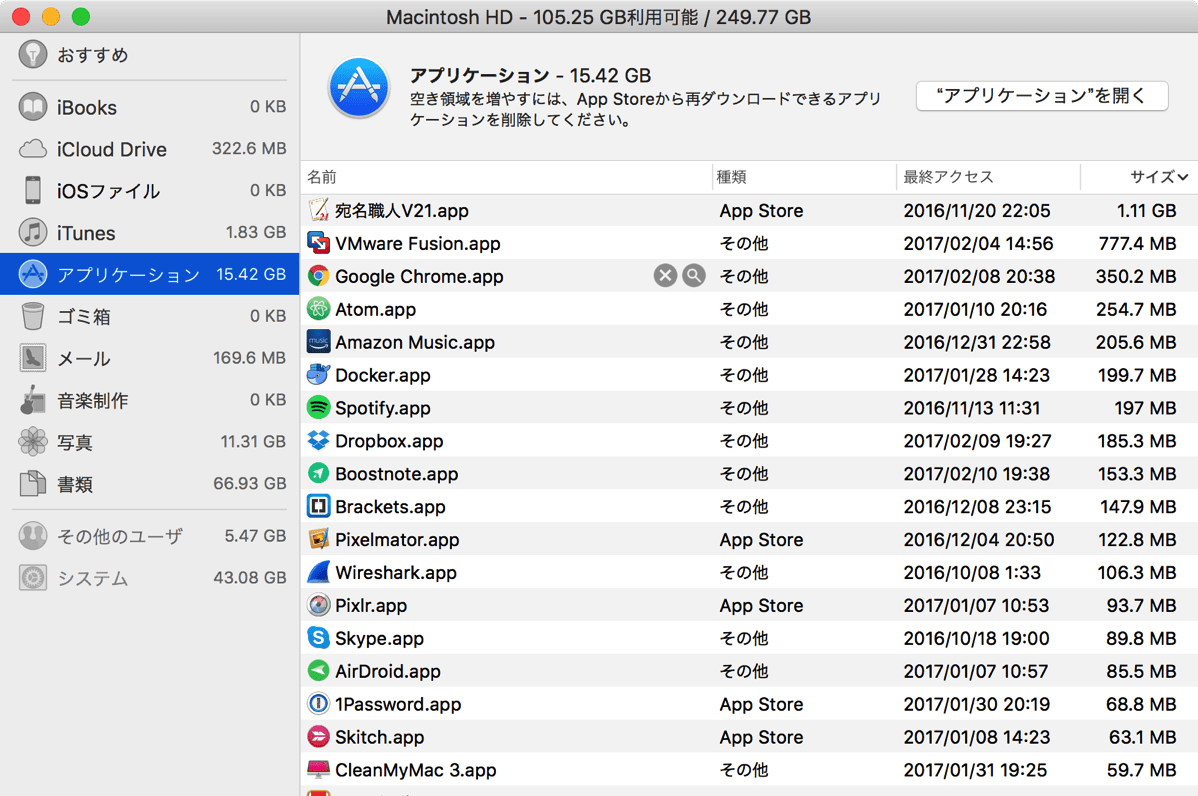 Macintosh HD - 105.25 GB利用可能 / 249.77 GB
おすすめ
iBooks 0 KB
iCloud Drive 322.6 MB
iOSファイル 0 KB
iTunes 1.83 GB
アプリケーション 15.42 GB
ゴミ箱 0 KB
メール 169.6 MB
音楽制作 0 KB
写真 11.31 GB
書類 66.93 GB
その他のユーザ 5.47 GB
システム 43.08 GB
アプリケーション - 15.42 GB
空き領域を増やすには、App Storeから再ダウンロードできるアプリ
ケーションを削除してください。
“アプリケーション”を開く
名前 種類 最終アクセス サイズ
宛名職人V21.app App Store 2016/11/20 22:05 1.11 GB
VMware Fusion.app その他 2017/02/04 14:56 777.4 MB
Google Chrome.app その他 2017/02/08 20:38 350.2 MB
Atom.app その他 2017/01/10 20:16 254.7 MB
music
Amazon Music.app その他 2016/12/31 22:58 205.6 MB
Docker.app その他 2017/01/28 14:23 199.7 MB
Spotify.app その他 2016/11/13 11:31 197 MB
Dropbox.app その他 2017/02/09 19:27 185.3 MB
Boostnote.app その他 2017/02/10 19:38 153.3 MB
Brackets.app その他 2016/12/08 23:15 147.9 MB
Pixelmator.app App Store 2016/12/04 20:50 122.8 MB
Wireshark.app その他 2016/10/08 1:33 106.3 MB
Pixlr.app App Store 2017/01/07 10:53 93.7 MB
Skype.app その他 2016/10/18 19:00 89.8 MB
AirDroid.app その他 2017/01/07 10:57 85.5 MB
1Password.app App Store 2017/01/30 20:19 68.8 MB
Skitch.app App Store 2017/01/08 14:23 63.1 MB
CleanMyMac 3.app その他 2017/01/31 19:25 59.7 MB